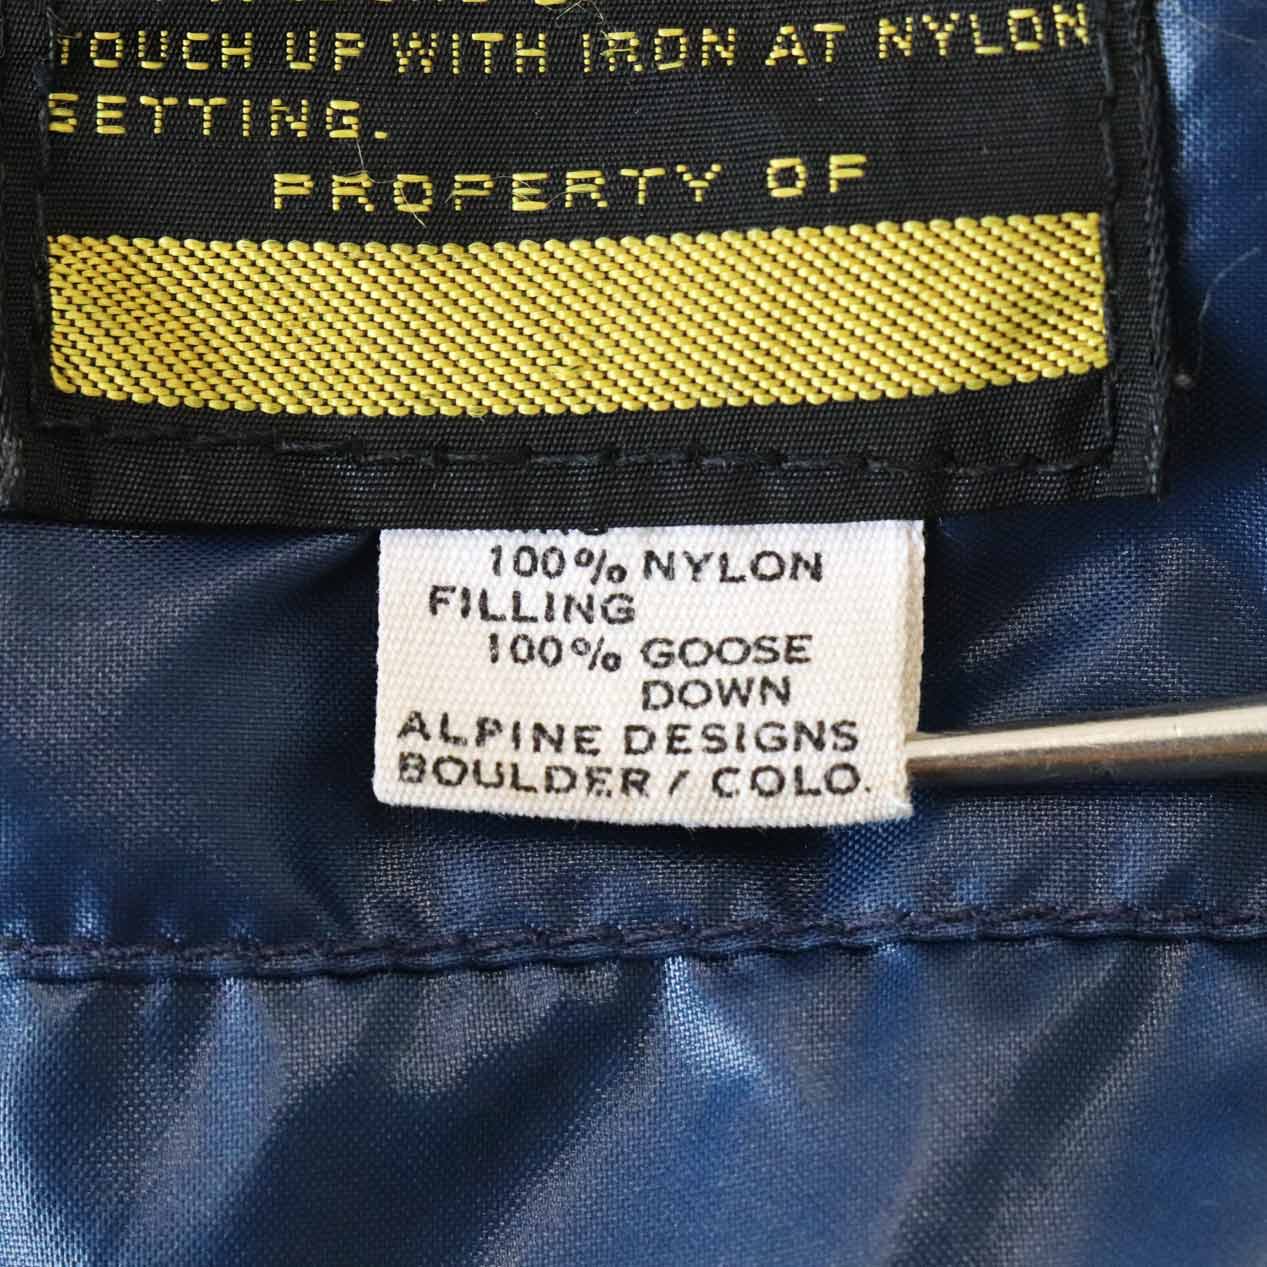 TOUCH UP WITH IRON AT NYLON
SETTING.
PROPERTY OF
100% NYLON
FILLING
100% GOOSE
DOWN
ALPINE DESIGNS
BOULDER / COLO.